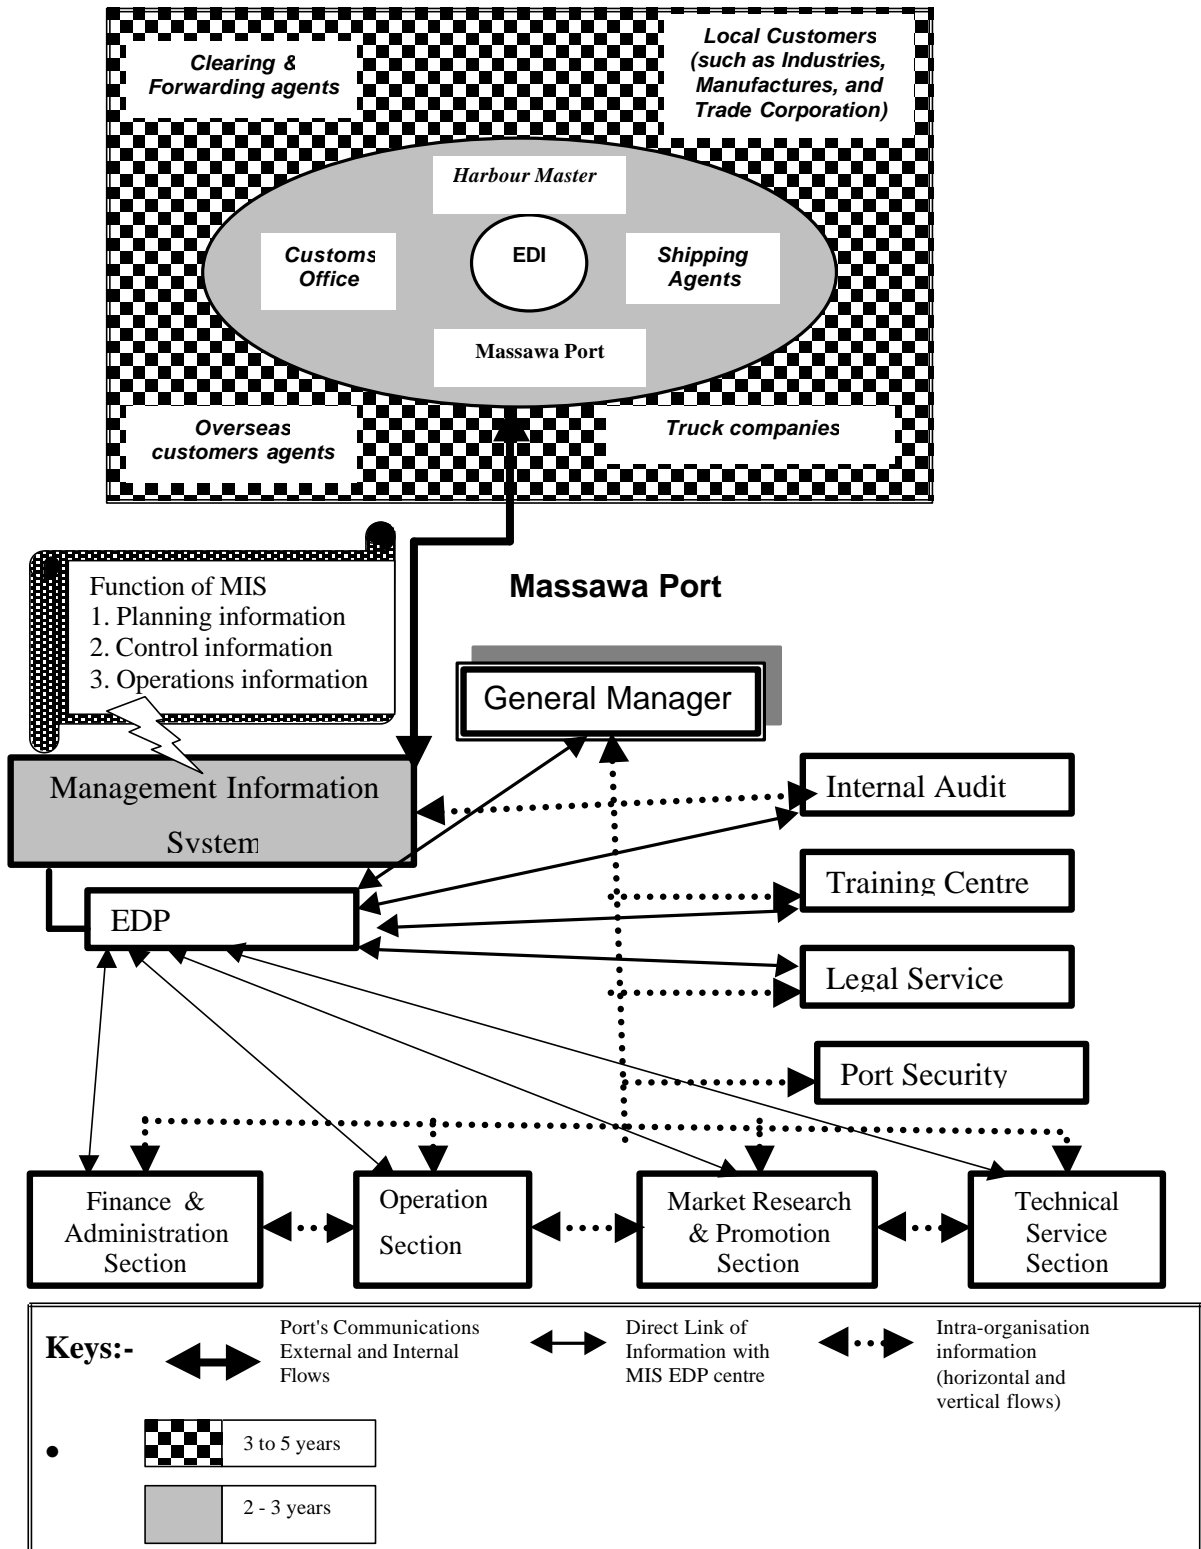 Clearing &
Forwarding agents
Local Customers
(such as Industries,
Manufactures, and
Trade Corporation)
Harbour Master
Customs
Office
EDI
Shipping
Agents
Massawa Port
Overseas
customers agents
Truck companies
Function of MIS
1. Planning information
2. Control information
3. Operations information
Massawa Port
General Manager
Management Information
System
Internal Audit
EDP
Training Centre
Legal Service
Port Security
Finance &
Administration
Section
Operation
Section
Market Research
& Promotion
Section
Technical
Service
Section
Keys:-
Port's Communications
External and Internal
Flows
Direct Link of
Information with
MIS EDP centre
Intra-organisation
information
(horizontal and
vertical flows)
3 to 5 years
2 - 3 years